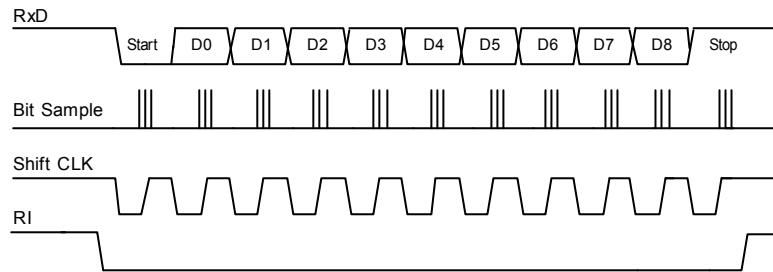 RxD
Start D0 D1 D2 D3 D4 D5 D6 D7 D8 Stop
Bit Sample
Shift CLK
RI